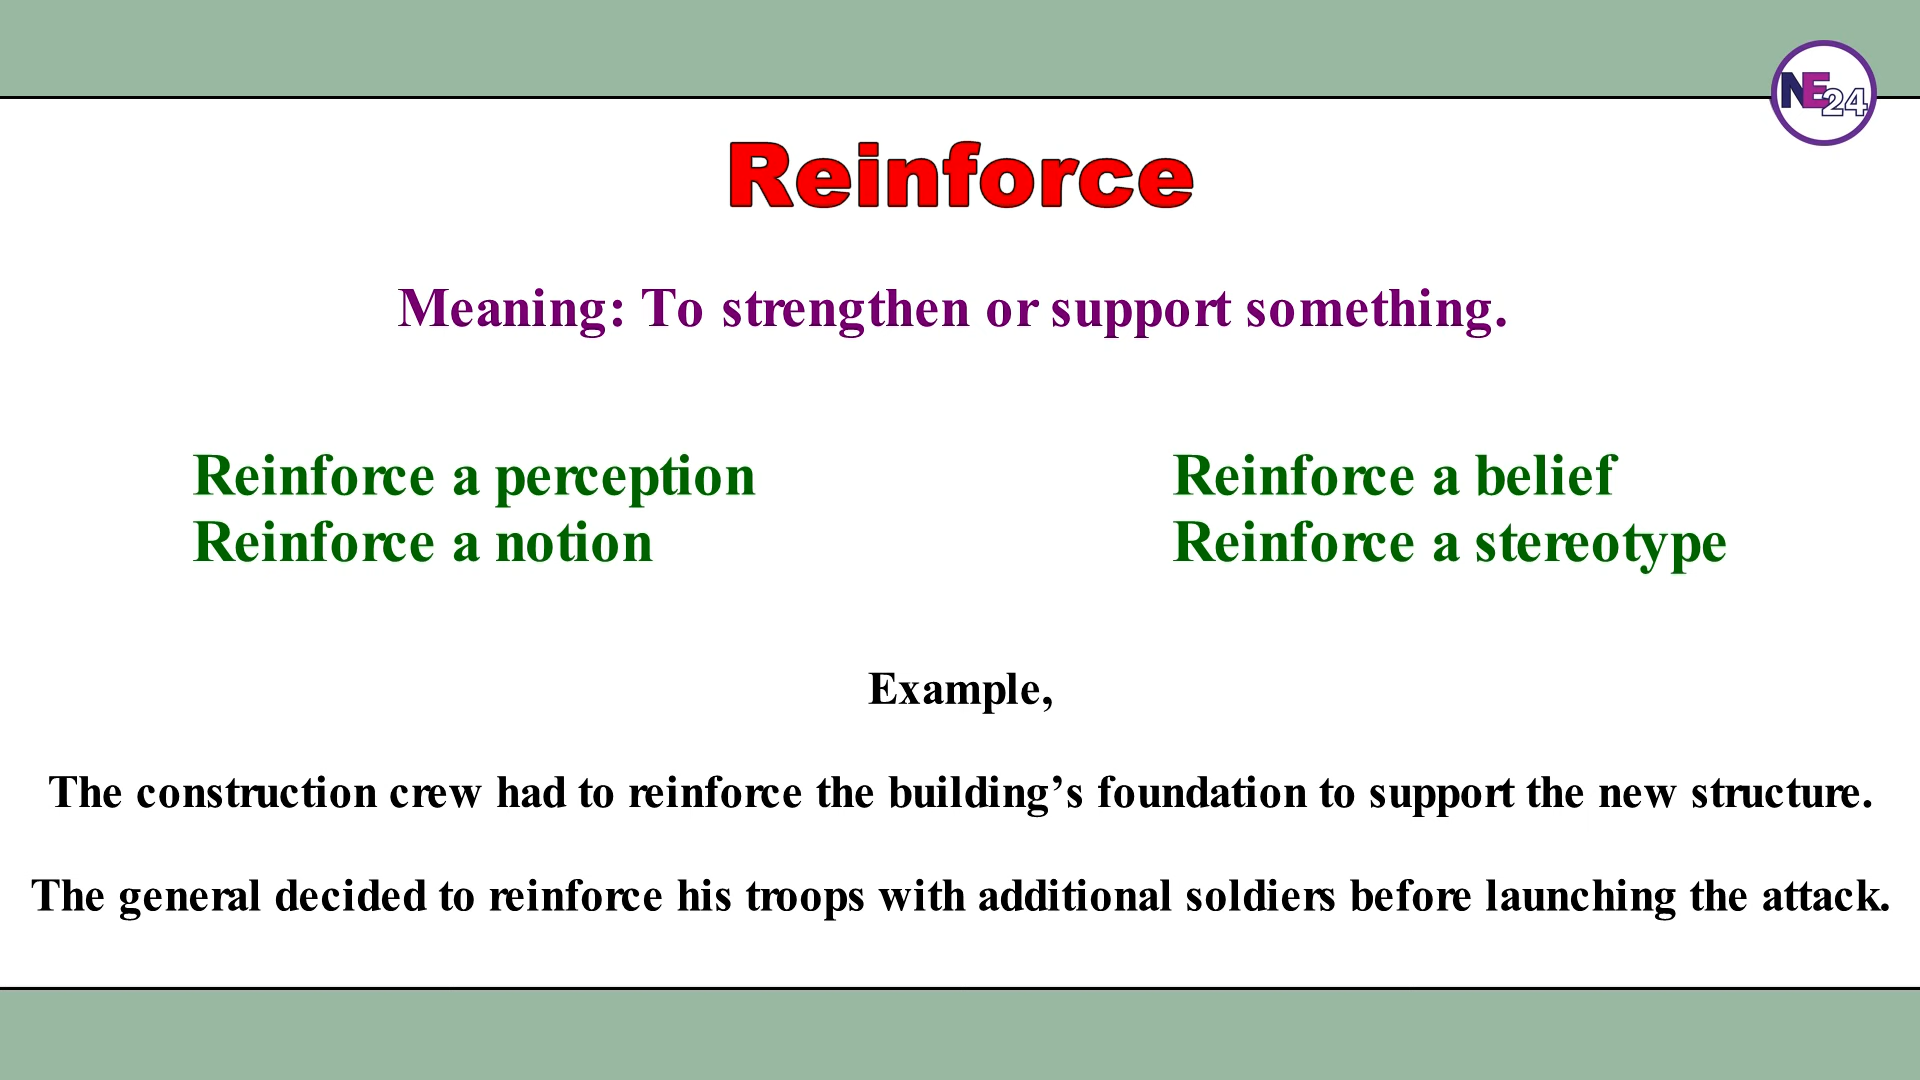 NE24
Reinforce
Meaning: To strengthen or support something.
Reinforce a perception
Reinforce a notion
Reinforce a belief
Reinforce a stereotype
Example,
The construction crew had to reinforce the building’s foundation to support the new structure.
The general decided to reinforce his troops with additional soldiers before launching the attack.